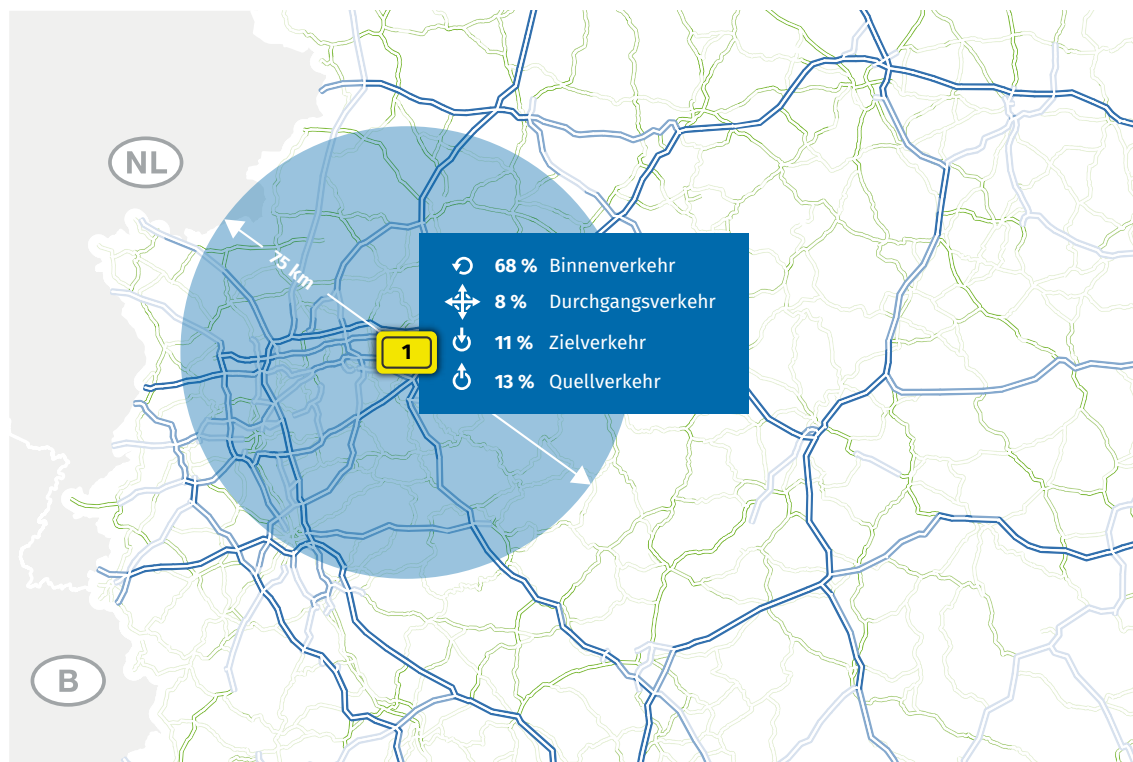 NL
75 km
68 % Binnenverkehr
8 % Durchgangsverkehr
1
11 % Zielverkehr
13 % Quellverkehr
B